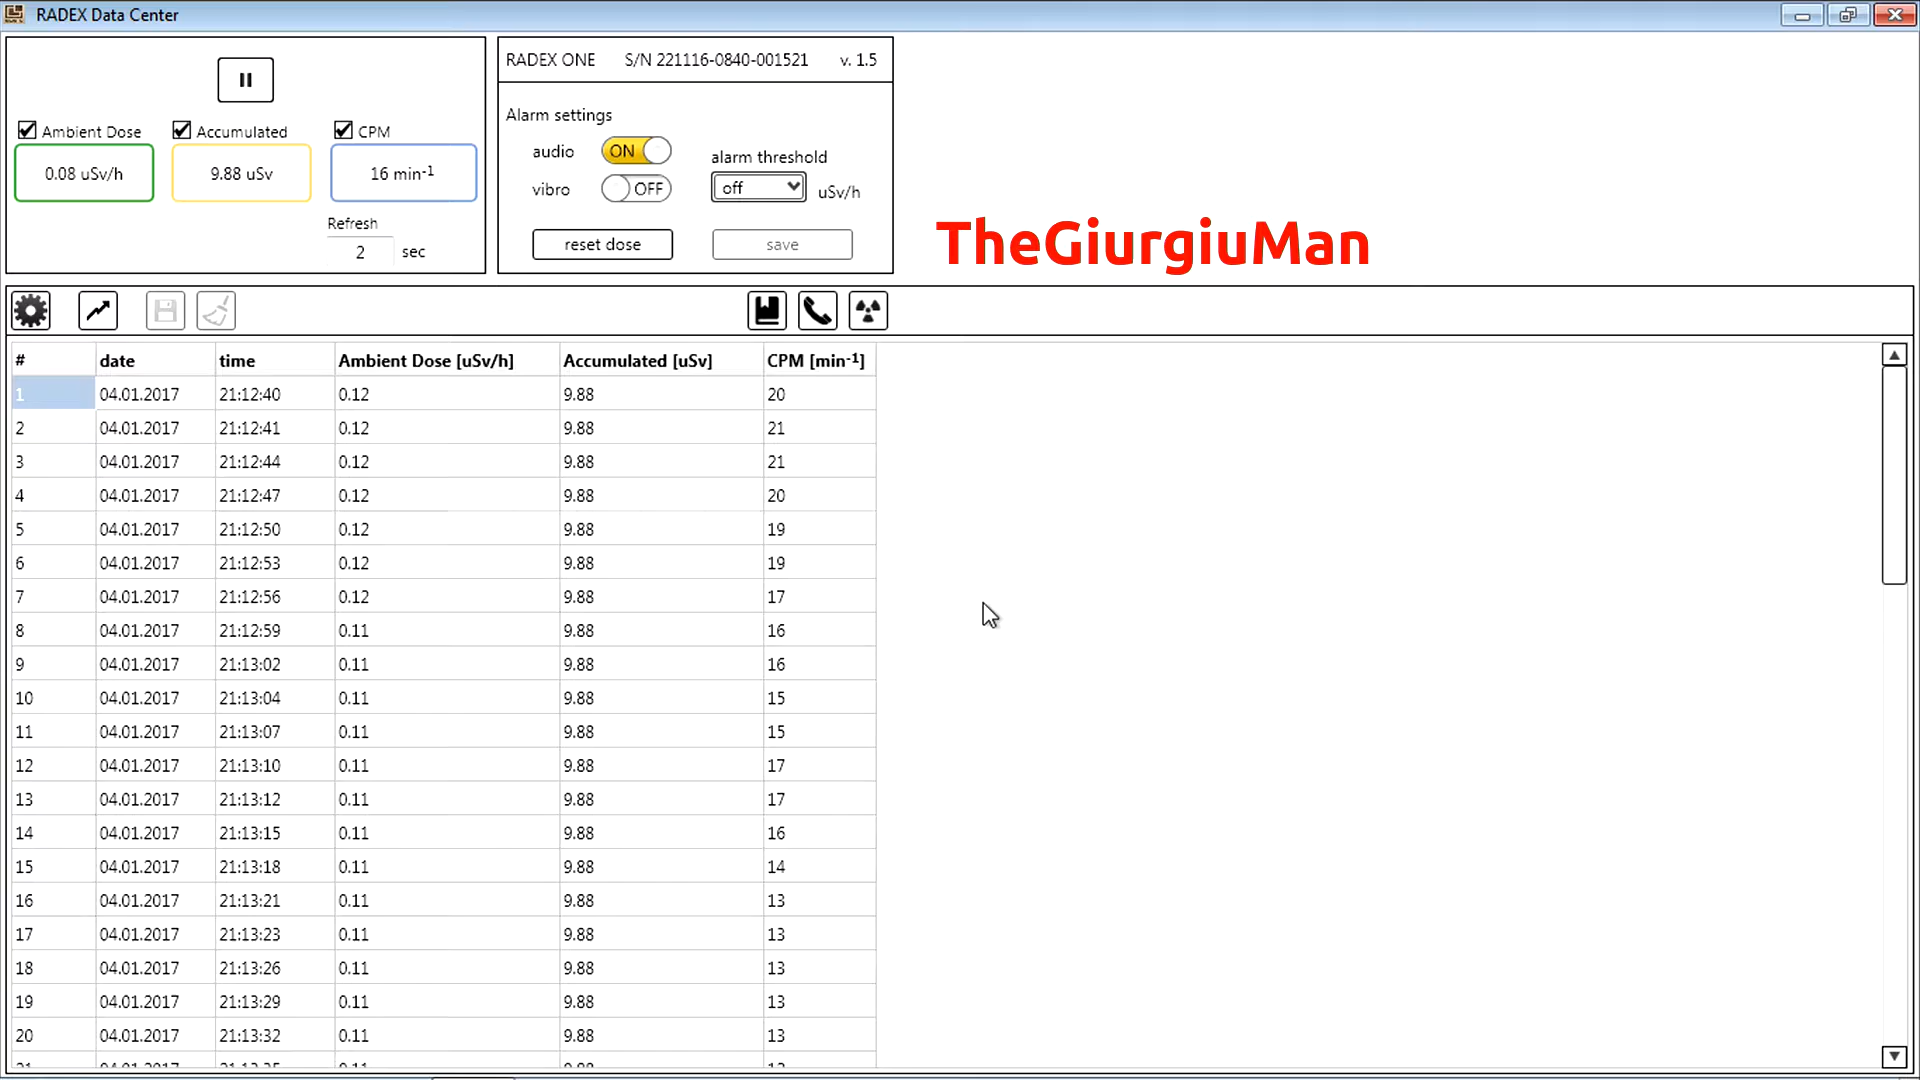 RADEX Data Center
RADEX ONE S/N 221116-0840-001521 v. 1.5
Ambient Dose Accumulated CPM
0.08 uSv/h 9.88 uSv 16 min-1
Refresh
2 sec
Alarm settings
audio ON alarm threshold
vibro OFF off uSv/h
reset dose save
TheGiurgiuMan
# date time Ambient Dose [uSv/h] Accumulated [uSv] CPM [min-1]
1 04.01.2017 21:12:40 0.12 9.88 20
2 04.01.2017 21:12:41 0.12 9.88 21
3 04.01.2017 21:12:44 0.12 9.88 21
4 04.01.2017 21:12:47 0.12 9.88 20
5 04.01.2017 21:12:50 0.12 9.88 19
6 04.01.2017 21:12:53 0.12 9.88 19
7 04.01.2017 21:12:56 0.12 9.88 17
8 04.01.2017 21:12:59 0.11 9.88 16
9 04.01.2017 21:13:02 0.11 9.88 16
10 04.01.2017 21:13:04 0.11 9.88 15
11 04.01.2017 21:13:07 0.11 9.88 15
12 04.01.2017 21:13:10 0.11 9.88 17
13 04.01.2017 21:13:12 0.11 9.88 17
14 04.01.2017 21:13:15 0.11 9.88 16
15 04.01.2017 21:13:18 0.11 9.88 14
16 04.01.2017 21:13:21 0.11 9.88 13
17 04.01.2017 21:13:23 0.11 9.88 13
18 04.01.2017 21:13:26 0.11 9.88 13
19 04.01.2017 21:13:29 0.11 9.88 13
20 04.01.2017 21:13:32 0.11 9.88 13